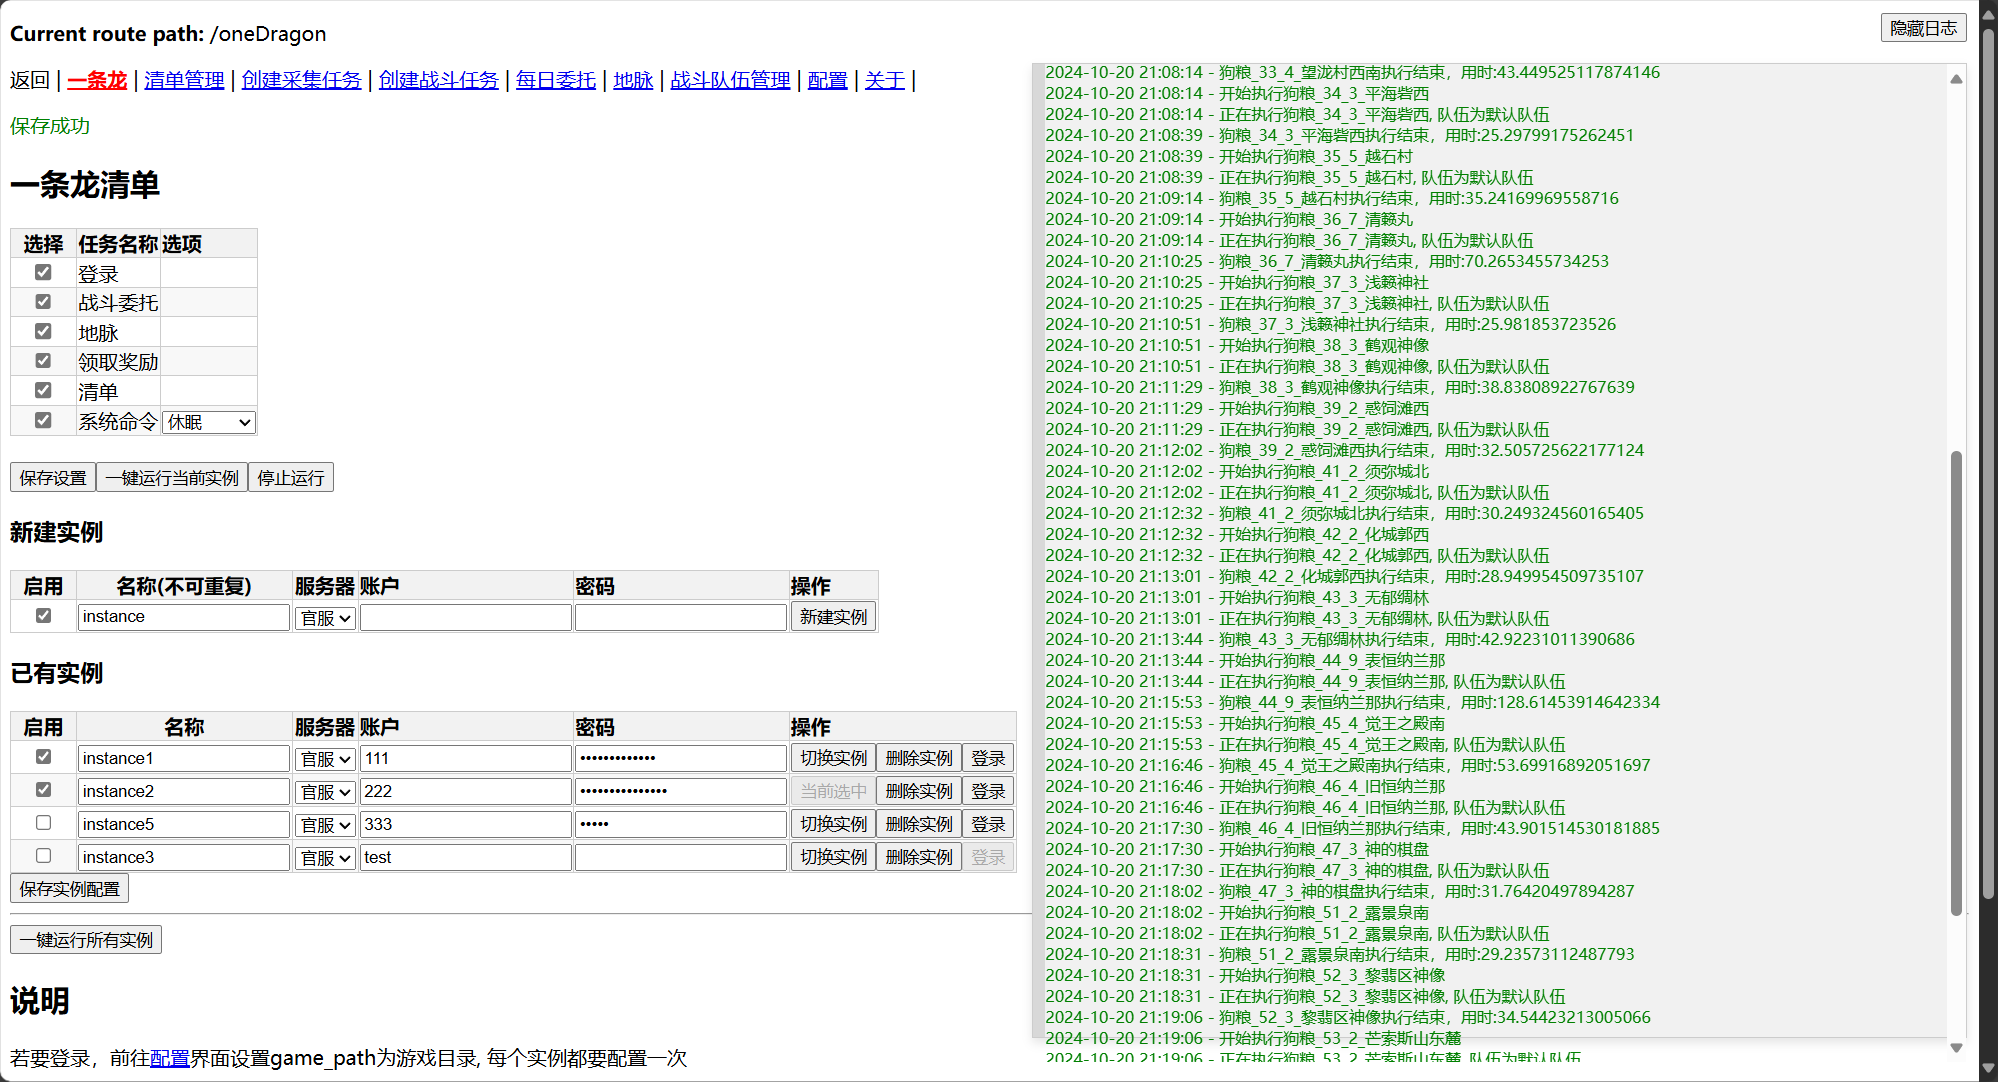 Current route path: /oneDragon
隐藏日志
返回 | 一条龙 | 清单管理 | 创建采集任务 | 创建战斗任务 | 每日委托 | 地脉 | 战斗队伍管理 | 配置 | 关于 |
保存成功
一条龙清单
选择 任务名称 选项
登录
战斗委托
地脉
领取奖励
清单
系统命令 休眠
保存设置 一键运行当前实例 停止运行
新建实例
启用 名称(不可重复) 服务器 账户 密码 操作
instance 官服 新建实例
已有实例
启用 名称 服务器 账户 密码 操作
instance1 官服 111 ••••••••••••• 切换实例 删除实例 登录
instance2 官服 222 ••••••••••••••• 当前选中 删除实例 登录
instance5 官服 333 ••••• 切换实例 删除实例 登录
instance3 官服 test 切换实例 删除实例 登录
保存实例配置
一键运行所有实例
说明
若要登录，前往配置界面设置game_path为游戏目录, 每个实例都要配置一次
2024-10-20 21:08:14 - 狗粮_33_4_望泷村西南执行结束，用时:43.449525117874146
2024-10-20 21:08:14 - 开始执行狗粮_34_3_平海砦西
2024-10-20 21:08:14 - 正在执行狗粮_34_3_平海砦西, 队伍为默认队伍
2024-10-20 21:08:39 - 狗粮_34_3_平海砦西执行结束，用时:25.29799175262451
2024-10-20 21:08:39 - 开始执行狗粮_35_5_越石村
2024-10-20 21:08:39 - 正在执行狗粮_35_5_越石村, 队伍为默认队伍
2024-10-20 21:09:14 - 狗粮_35_5_越石村执行结束，用时:35.24169969558716
2024-10-20 21:09:14 - 开始执行狗粮_36_7_清籁丸
2024-10-20 21:09:14 - 正在执行狗粮_36_7_清籁丸, 队伍为默认队伍
2024-10-20 21:10:25 - 狗粮_36_7_清籁丸执行结束，用时:70.2653455734253
2024-10-20 21:10:25 - 开始执行狗粮_37_3_浅籁神社
2024-10-20 21:10:25 - 正在执行狗粮_37_3_浅籁神社, 队伍为默认队伍
2024-10-20 21:10:51 - 狗粮_37_3_浅籁神社执行结束，用时:25.981853723526
2024-10-20 21:10:51 - 开始执行狗粮_38_3_鹤观神像
2024-10-20 21:10:51 - 正在执行狗粮_38_3_鹤观神像, 队伍为默认队伍
2024-10-20 21:11:29 - 狗粮_38_3_鹤观神像执行结束，用时:38.83808922767639
2024-10-20 21:11:29 - 开始执行狗粮_39_2_惑饲滩西
2024-10-20 21:11:29 - 正在执行狗粮_39_2_惑饲滩西, 队伍为默认队伍
2024-10-20 21:12:02 - 狗粮_39_2_惑饲滩西执行结束，用时:32.505725622177124
2024-10-20 21:12:02 - 开始执行狗粮_41_2_须弥城北
2024-10-20 21:12:02 - 正在执行狗粮_41_2_须弥城北, 队伍为默认队伍
2024-10-20 21:12:32 - 狗粮_41_2_须弥城北执行结束，用时:30.249324560165405
2024-10-20 21:12:32 - 开始执行狗粮_42_2_化城郭西
2024-10-20 21:12:32 - 正在执行狗粮_42_2_化城郭西, 队伍为默认队伍
2024-10-20 21:13:01 - 狗粮_42_2_化城郭西执行结束，用时:28.949954509735107
2024-10-20 21:13:01 - 开始执行狗粮_43_3_无郁绸林
2024-10-20 21:13:01 - 正在执行狗粮_43_3_无郁绸林, 队伍为默认队伍
2024-10-20 21:13:44 - 狗粮_43_3_无郁绸林执行结束，用时:42.92231011390686
2024-10-20 21:13:44 - 开始执行狗粮_44_9_表恒纳兰那
2024-10-20 21:13:44 - 正在执行狗粮_44_9_表恒纳兰那, 队伍为默认队伍
2024-10-20 21:15:53 - 狗粮_44_9_表恒纳兰那执行结束，用时:128.61453914642334
2024-10-20 21:15:53 - 开始执行狗粮_45_4_觉王之殿南
2024-10-20 21:15:53 - 正在执行狗粮_45_4_觉王之殿南, 队伍为默认队伍
2024-10-20 21:16:46 - 狗粮_45_4_觉王之殿南执行结束，用时:53.69916892051697
2024-10-20 21:16:46 - 开始执行狗粮_46_4_旧恒纳兰那
2024-10-20 21:16:46 - 正在执行狗粮_46_4_旧恒纳兰那, 队伍为默认队伍
2024-10-20 21:17:30 - 狗粮_46_4_旧恒纳兰那执行结束，用时:43.901514530181885
2024-10-20 21:17:30 - 开始执行狗粮_47_3_神的棋盘
2024-10-20 21:17:30 - 正在执行狗粮_47_3_神的棋盘, 队伍为默认队伍
2024-10-20 21:18:02 - 狗粮_47_3_神的棋盘执行结束，用时:31.76420497894287
2024-10-20 21:18:02 - 开始执行狗粮_51_2_露景泉南
2024-10-20 21:18:02 - 正在执行狗粮_51_2_露景泉南, 队伍为默认队伍
2024-10-20 21:18:31 - 狗粮_51_2_露景泉南执行结束，用时:29.23573112487793
2024-10-20 21:18:31 - 开始执行狗粮_52_3_黎翡区神像
2024-10-20 21:18:31 - 正在执行狗粮_52_3_黎翡区神像, 队伍为默认队伍
2024-10-20 21:19:06 - 狗粮_52_3_黎翡区神像执行结束，用时:34.54423213005066
2024-10-20 21:19:06 - 开始执行狗粮_53_2_芒索斯山东麓
2024-10-20 21:19:06 - 正在执行狗粮_53_2_芒索斯山东麓, 队伍为默认队伍